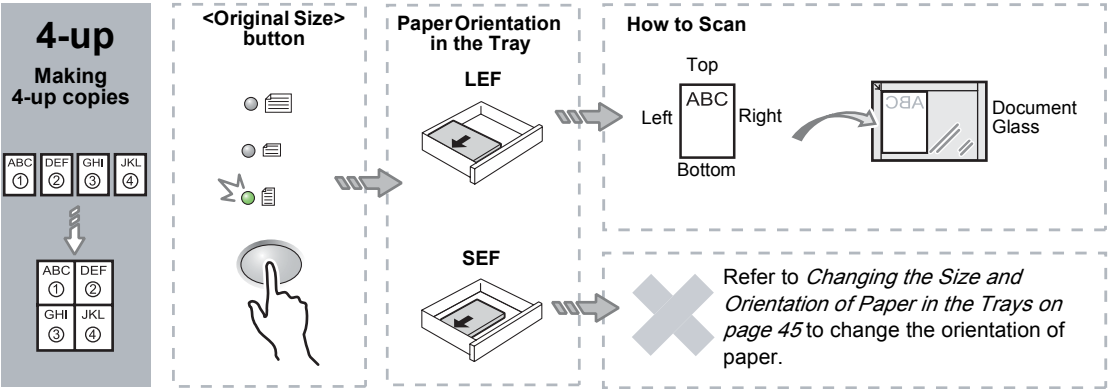 4-up
Making
4-up copies
ABC DEF GHI JKL
① ② ③ ④
ABC DEF
① ②
GHI JKL
③ ④
<Original Size>
button
Paper Orientation
in the Tray
LEF
SEF
How to Scan
Top
Left ABC Right
Bottom
ABC
Document
Glass
Refer to Changing the Size and
Orientation of Paper in the Trays on
page 45 to change the orientation of
paper.